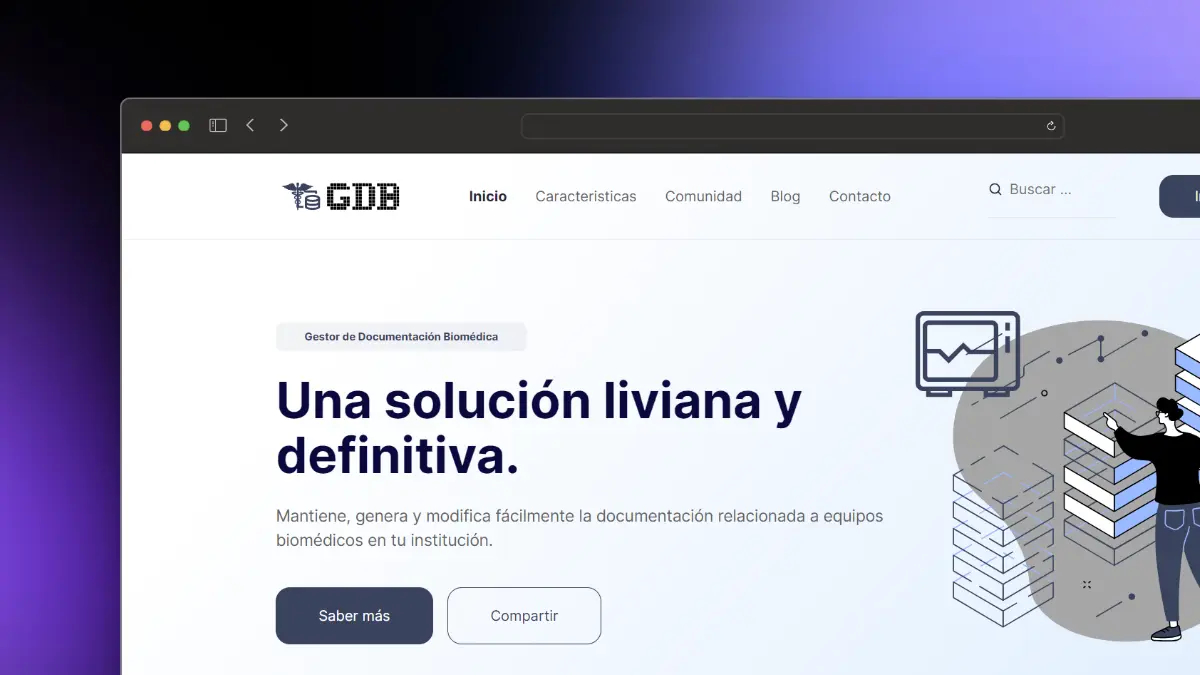 GDB
Inicio
Caracteristicas
Comunidad
Blog
Contacto
Buscar ...
Gestor de Documentación Biomédica
Una solución liviana y
definitiva.
Mantiene, genera y modifica fácilmente la documentación relacionada a equipos
biomédicos en tu institución.
Saber más
Compartir